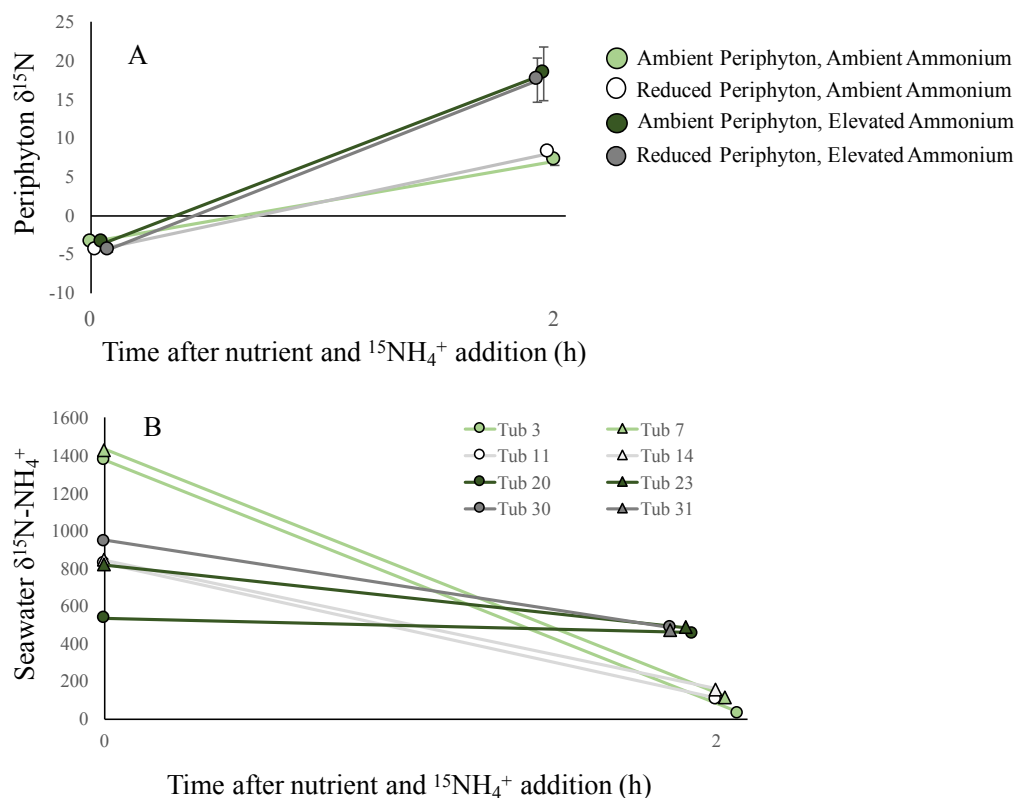 A
Periphyton δ¹⁵N
25
20
15
10
5
0
-5
-10
0
2
Time after nutrient and ¹⁵NH₄⁺ addition (h)
Ambient Periphyton, Ambient Ammonium
Reduced Periphyton, Ambient Ammonium
Ambient Periphyton, Elevated Ammonium
Reduced Periphyton, Elevated Ammonium
B
Seawater δ¹⁵N-NH₄⁺
1600
1400
1200
1000
800
600
400
200
0
Tub 3 Tub 7
Tub 11 Tub 14
Tub 20 Tub 23
Tub 30 Tub 31
0
2
Time after nutrient and ¹⁵NH₄⁺ addition (h)